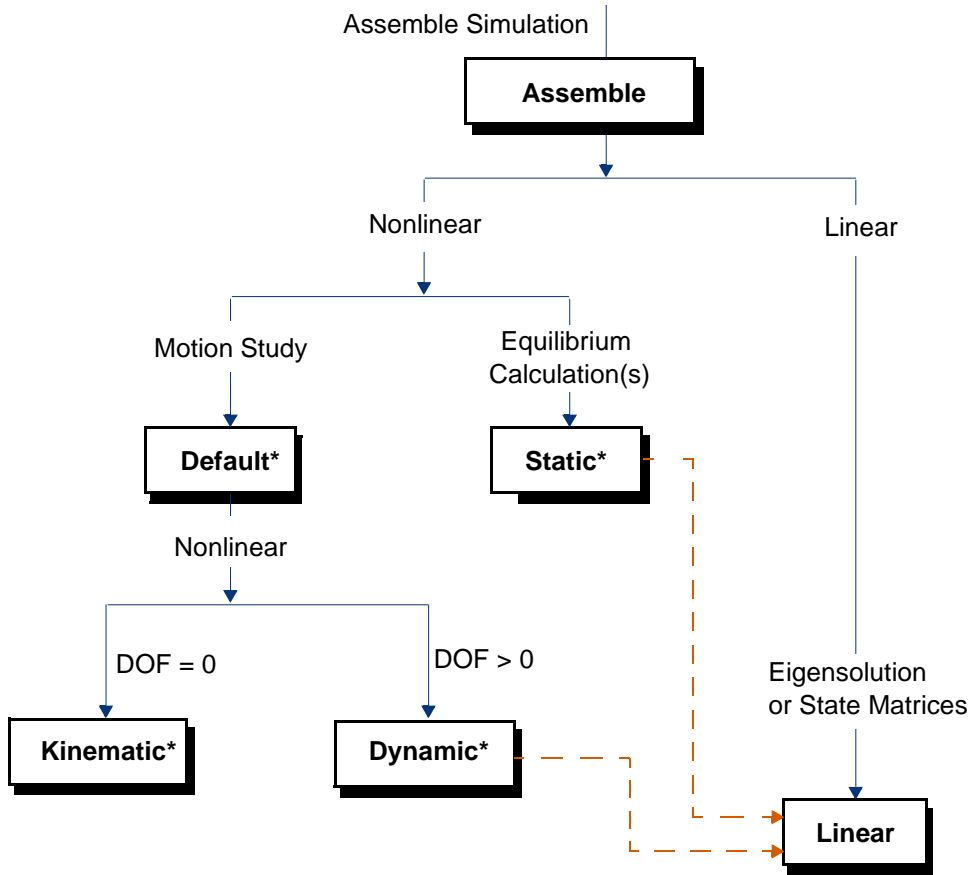 Assemble Simulation
Assemble
Nonlinear
Linear
Motion Study
Equilibrium
Calculation(s)
Default*
Static*
Nonlinear
DOF = 0
DOF > 0
Eigensolution
or State Matrices
Kinematic*
Dynamic*
Linear